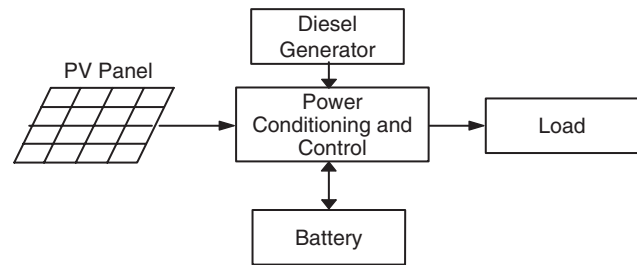 Diesel
Generator
PV Panel
Power
Conditioning and
Control
Load
Battery